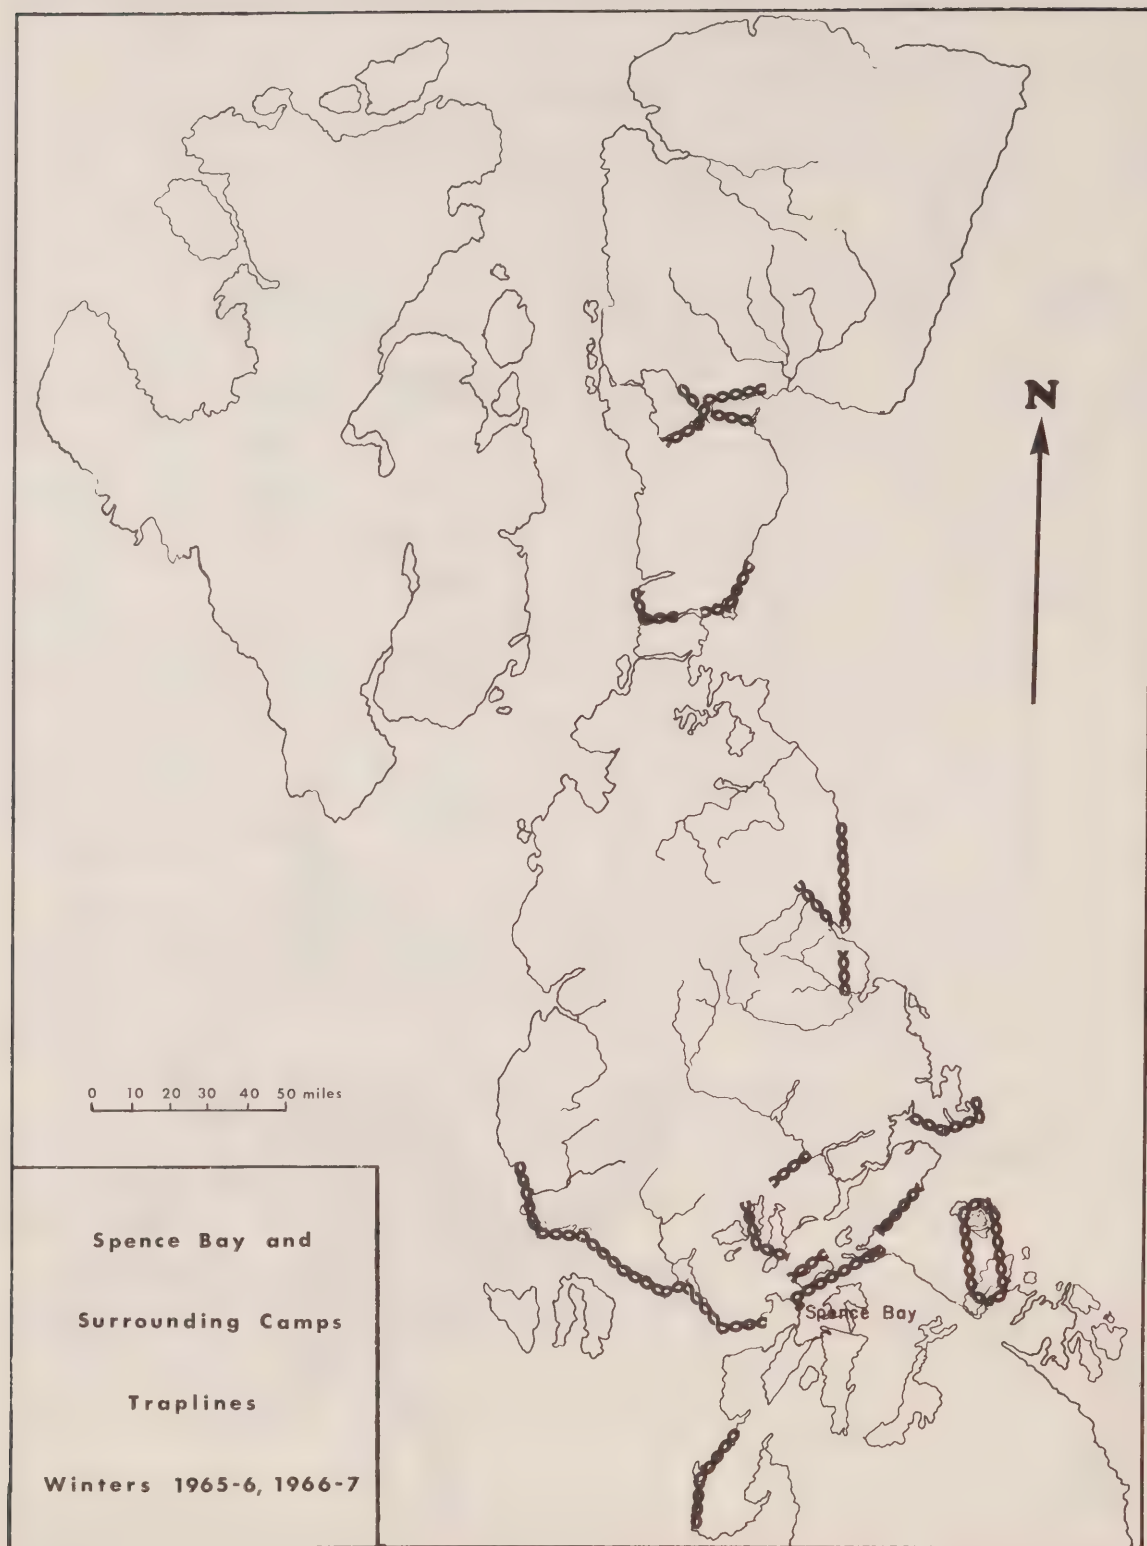 N
0 10 20 30 40 50 miles
Spence Bay
Spence Bay and
Surrounding Camps
Traplines
Winters 1965-6, 1966-7